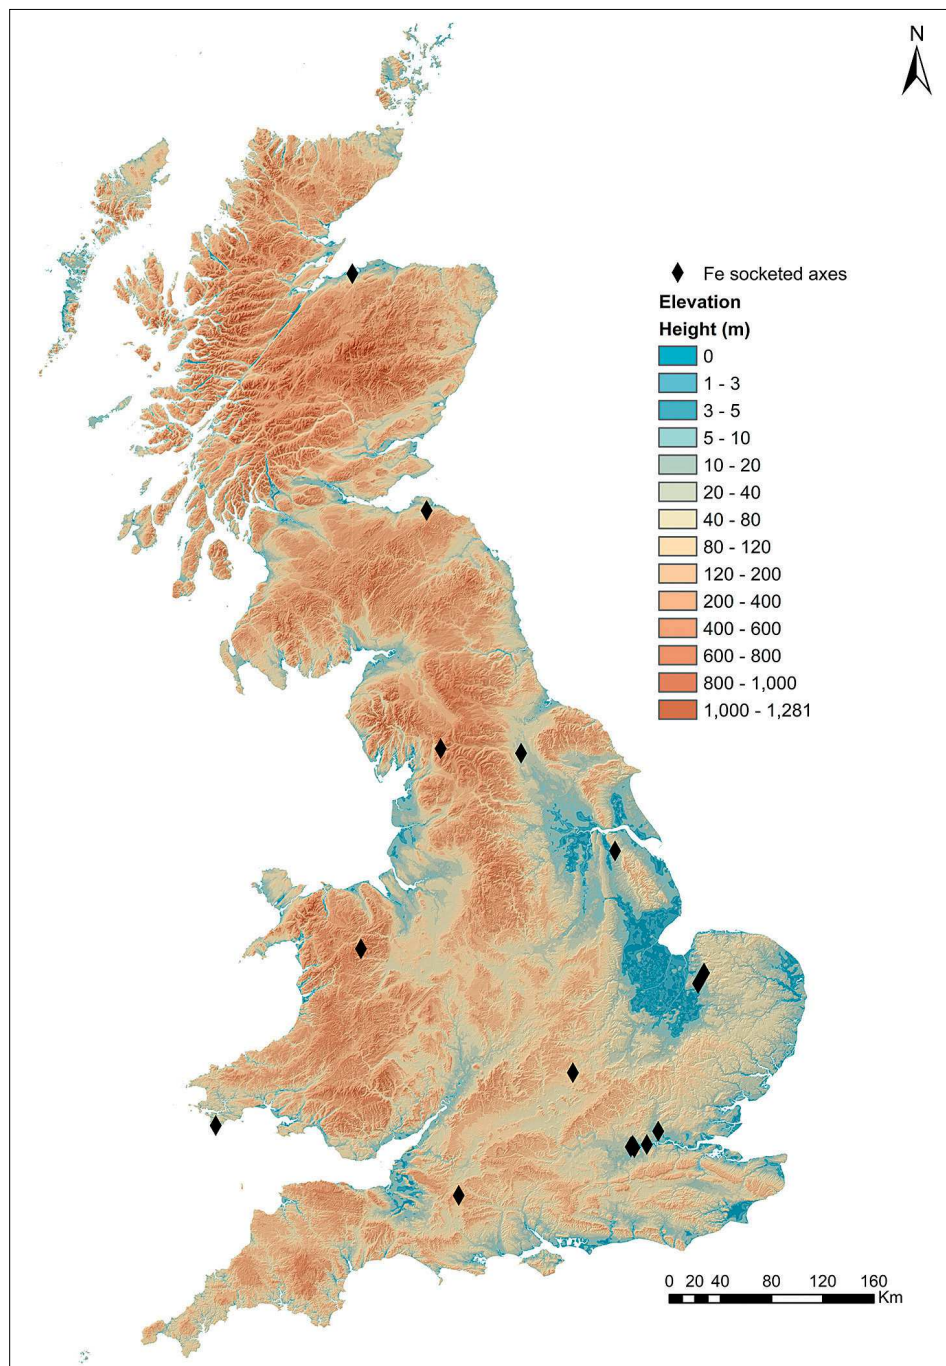 N
Fe socketed axes
Elevation
Height (m)
0
1 - 3
3 - 5
5 - 10
10 - 20
20 - 40
40 - 80
80 - 120
120 - 200
200 - 400
400 - 600
600 - 800
800 - 1,000
1,000 - 1,281
0 20 40 80 120 160
Km